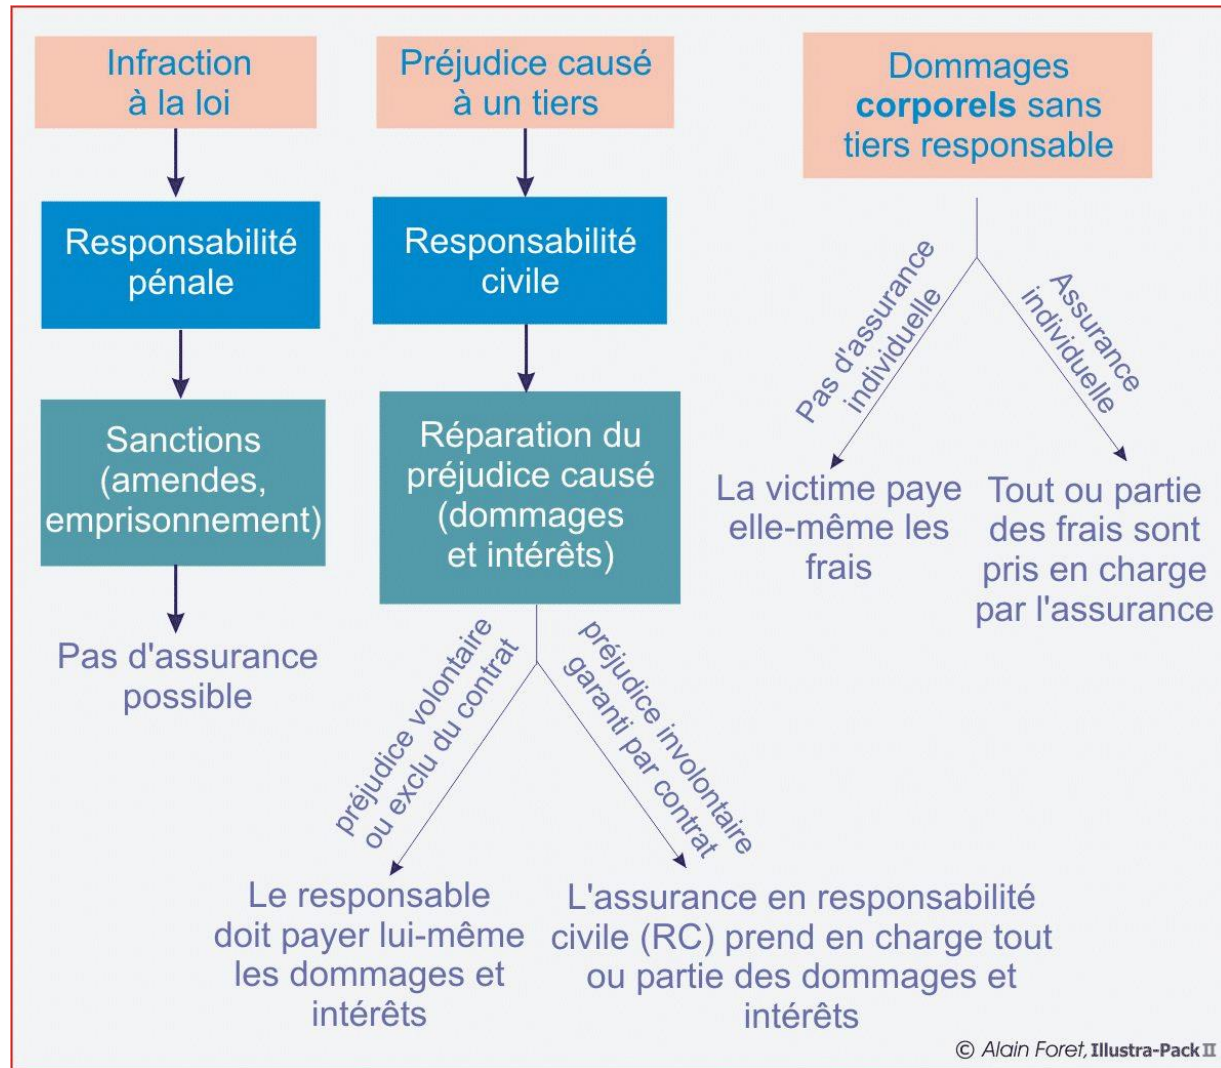 Infraction
à la loi
Responsabilité
pénale
Sanctions
(amendes,
emprisonnement)
Pas d'assurance
possible
Préjudice causé
à un tiers
Responsabilité
civile
Réparation du
préjudice causé
(dommages
et intérêts)
préjudice volontaire
ou exclu du contrat
Le responsable
doit payer lui-même
les dommages et
intérêts
préjudice involontaire
garanti par contrat
L'assurance en responsabilité
civile (RC) prend en charge tout
ou partie des dommages et
intérêts
Dommages
corporels sans
tiers responsable
Pas d'assurance
individuelle
La victime paye
elle-même les
frais
Assurance
individuelle
Tout ou partie
des frais sont
pris en charge
par l'assurance
© Alain Foret, Illustra-Pack II